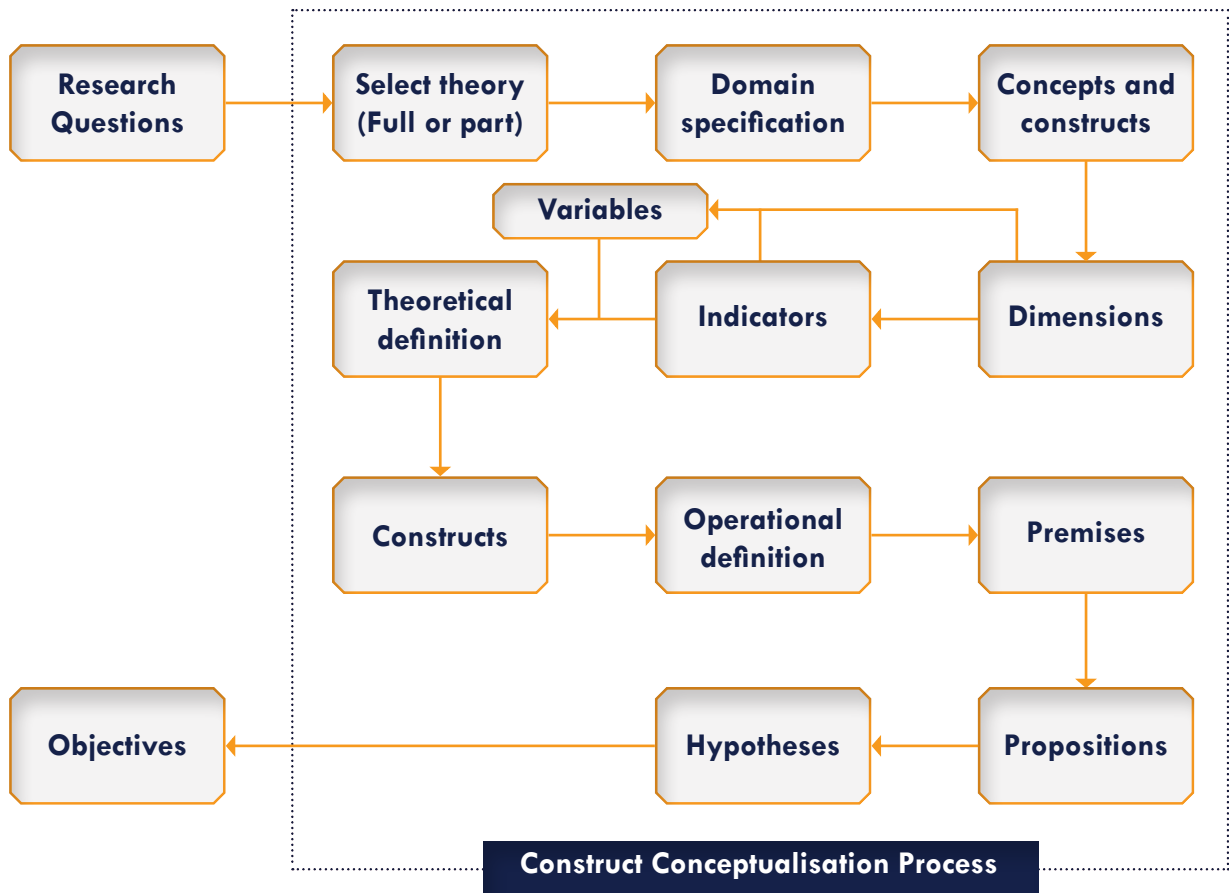 Research
Questions
Select theory
(Full or part)
Domain
specification
Concepts and
constructs
Variables
Theoretical
definition
Indicators
Dimensions
Constructs
Operational
definition
Premises
Objectives
Hypotheses
Propositions
Construct Conceptualisation Process